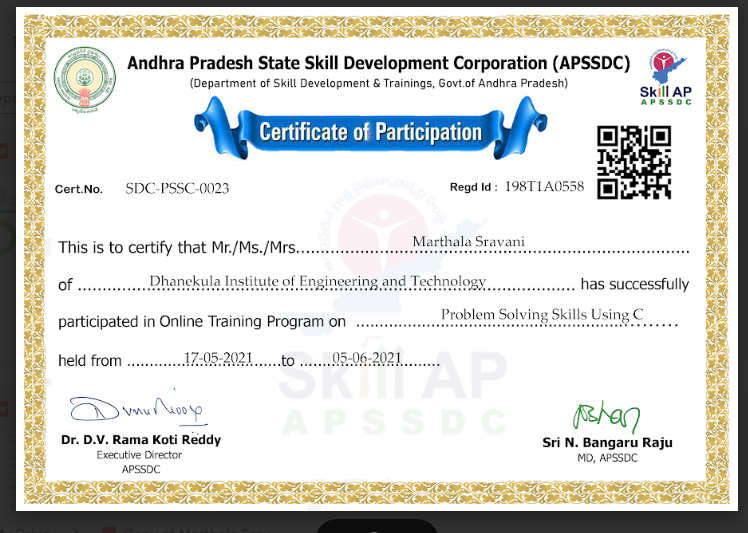 Andhra Pradesh State Skill Development Corporation (APSSDC)
(Department of Skill Development & Trainings, Govt.of Andhra Pradesh)
Skill AP
APSSDC
Certificate of Participation
Cert.No. SDC-PSSC-0023
Regd Id : 198T1A0558
This is to certify that Mr./Ms./Mrs. Marthala Sravani
of Dhanekula Institute of Engineering and Technology has successfully
participated in Online Training Program on Problem Solving Skills Using C
held from 17-05-2021 to 05-06-2021
Skill AP
APSSDC
Dr. D.V. Rama Koti Reddy
Executive Director
APSSDC
Sri N. Bangaru Raju
MD, APSSDC